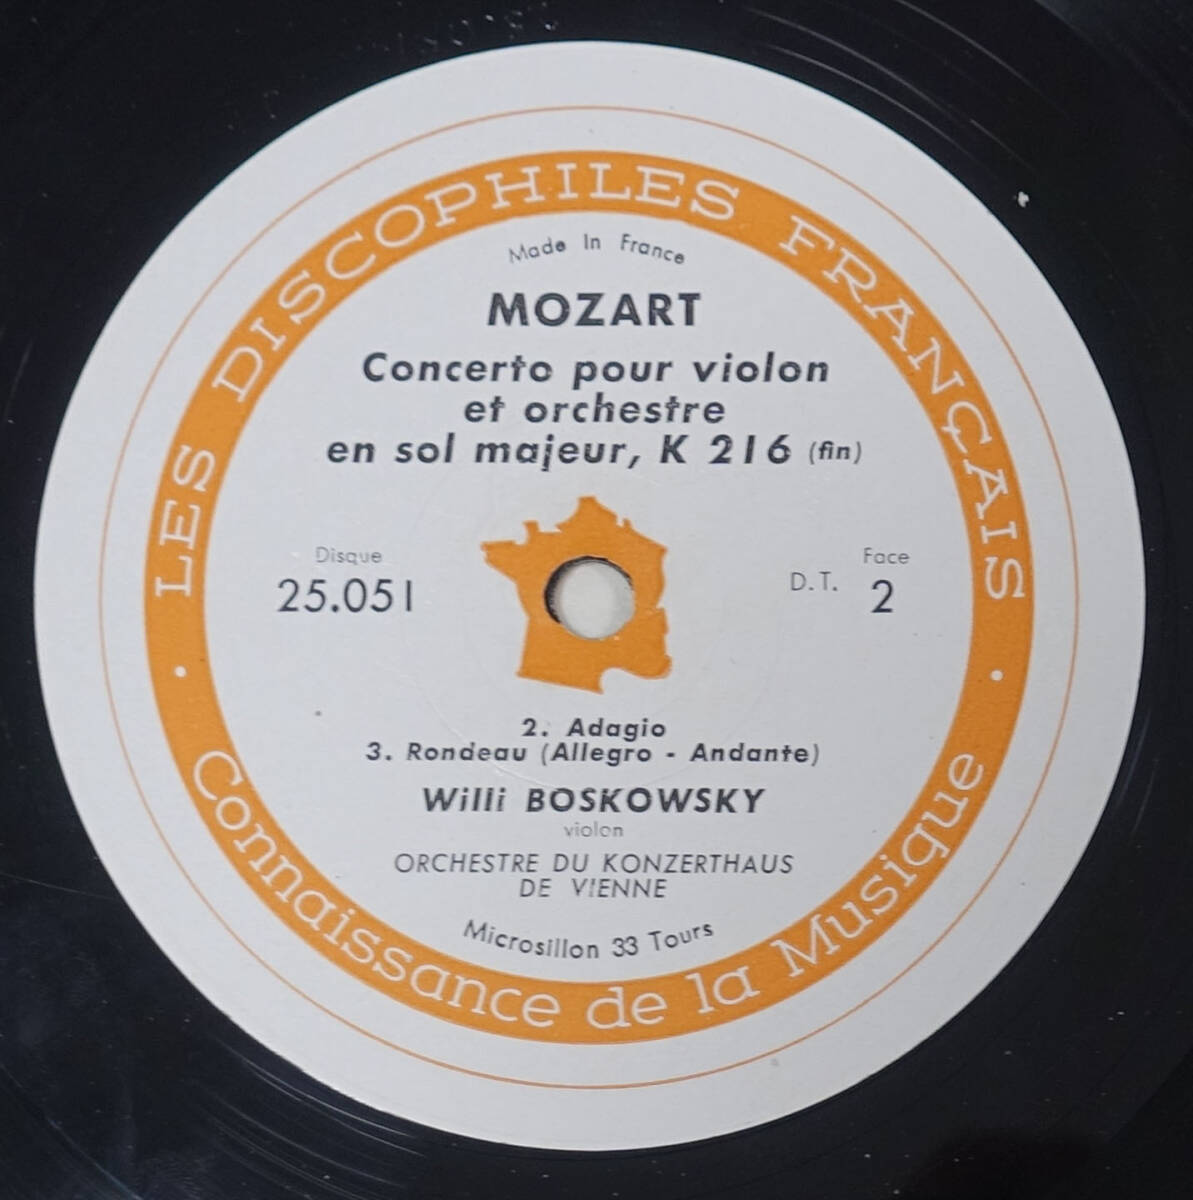 LES DISCOPHILES FRANÇAIS
Made In France
MOZART
Concerto pour violon
et orchestre
en sol majeur, K 216 (fin)
Disque
25.051
Face
D.T. 2
2. Adagio
3. Rondeau (Allegro - Andante)
Willi BOSKOWSKY
violon
ORCHESTRE DU KONZERTHAUS
DE VIENNE
Microsillon 33 Tours
Connaissance de la Musique